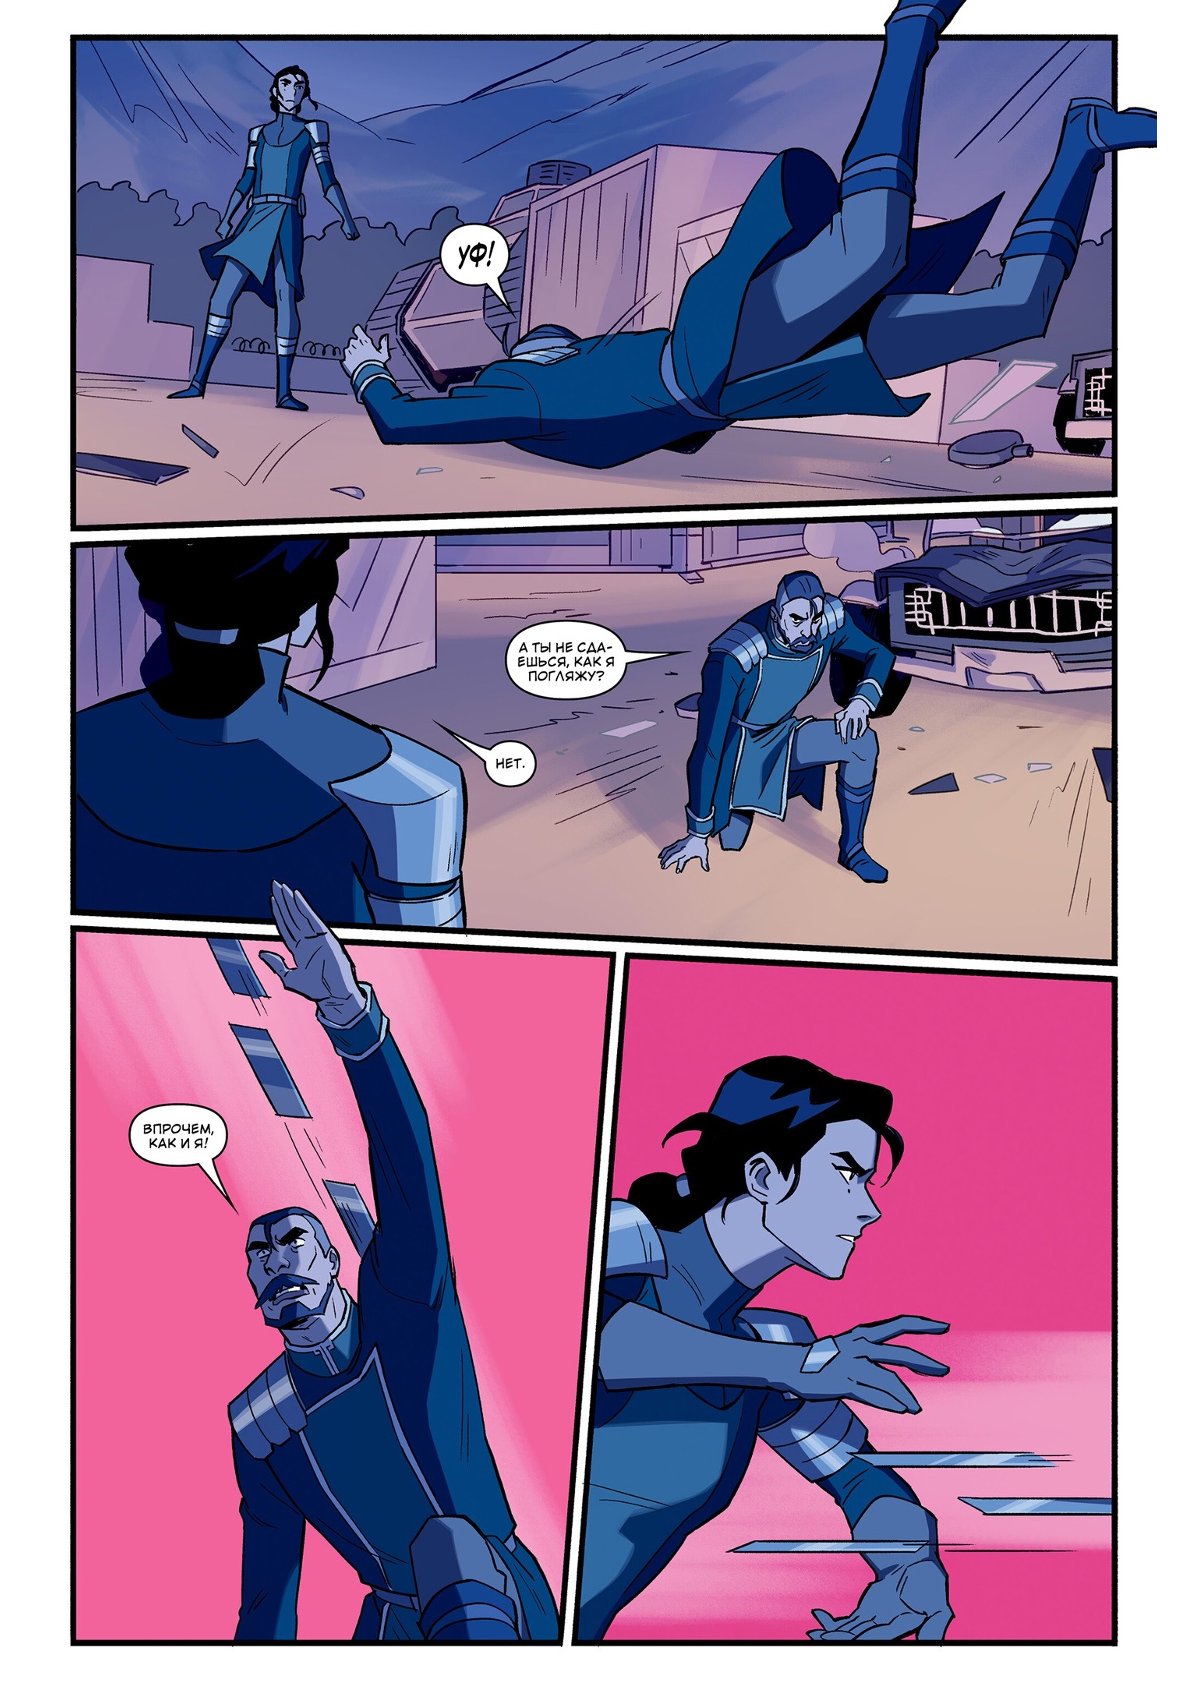 УФ!
А ТЫ НЕ СДА-
ЕШЬСЯ, КАК Я
ПОГЛЯЖУ?
НЕТ.
ВПРОЧЕМ,
КАК И Я!